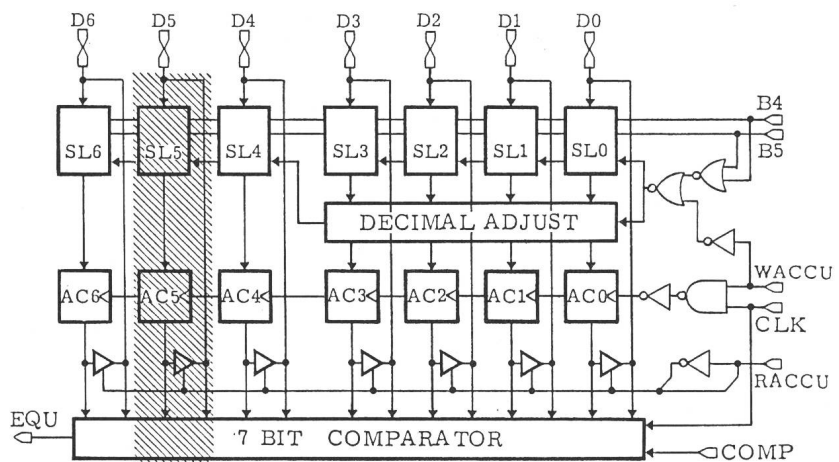 D6 D5 D4 D3 D2 D1 D0
B4
SL6 SL5 SL4 SL3 SL2 SL1 SL0
B5
DECIMAL ADJUST
WACCU
AC6 AC5 AC4 AC3 AC2 AC1 AC0
CLK
RACCU
EQU
7 BIT COMPARATOR
COMP